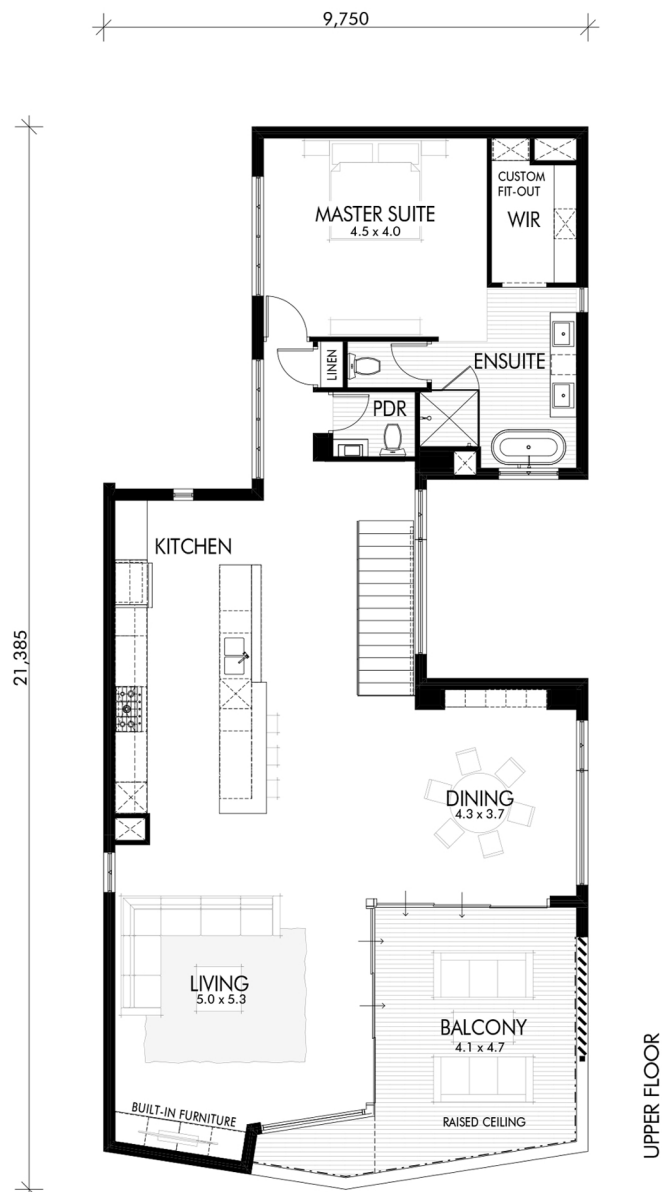 9,750
21,385
CUSTOM
FIT-OUT
WIR
MASTER SUITE
4.5 x 4.0
LINEN
ENSUITE
PDR
KITCHEN
DINING
4.3 x 3.7
LIVING
5.0 x 5.3
BALCONY
4.1 x 4.7
BUILT-IN FURNITURE
RAISED CEILING
UPPER FLOOR